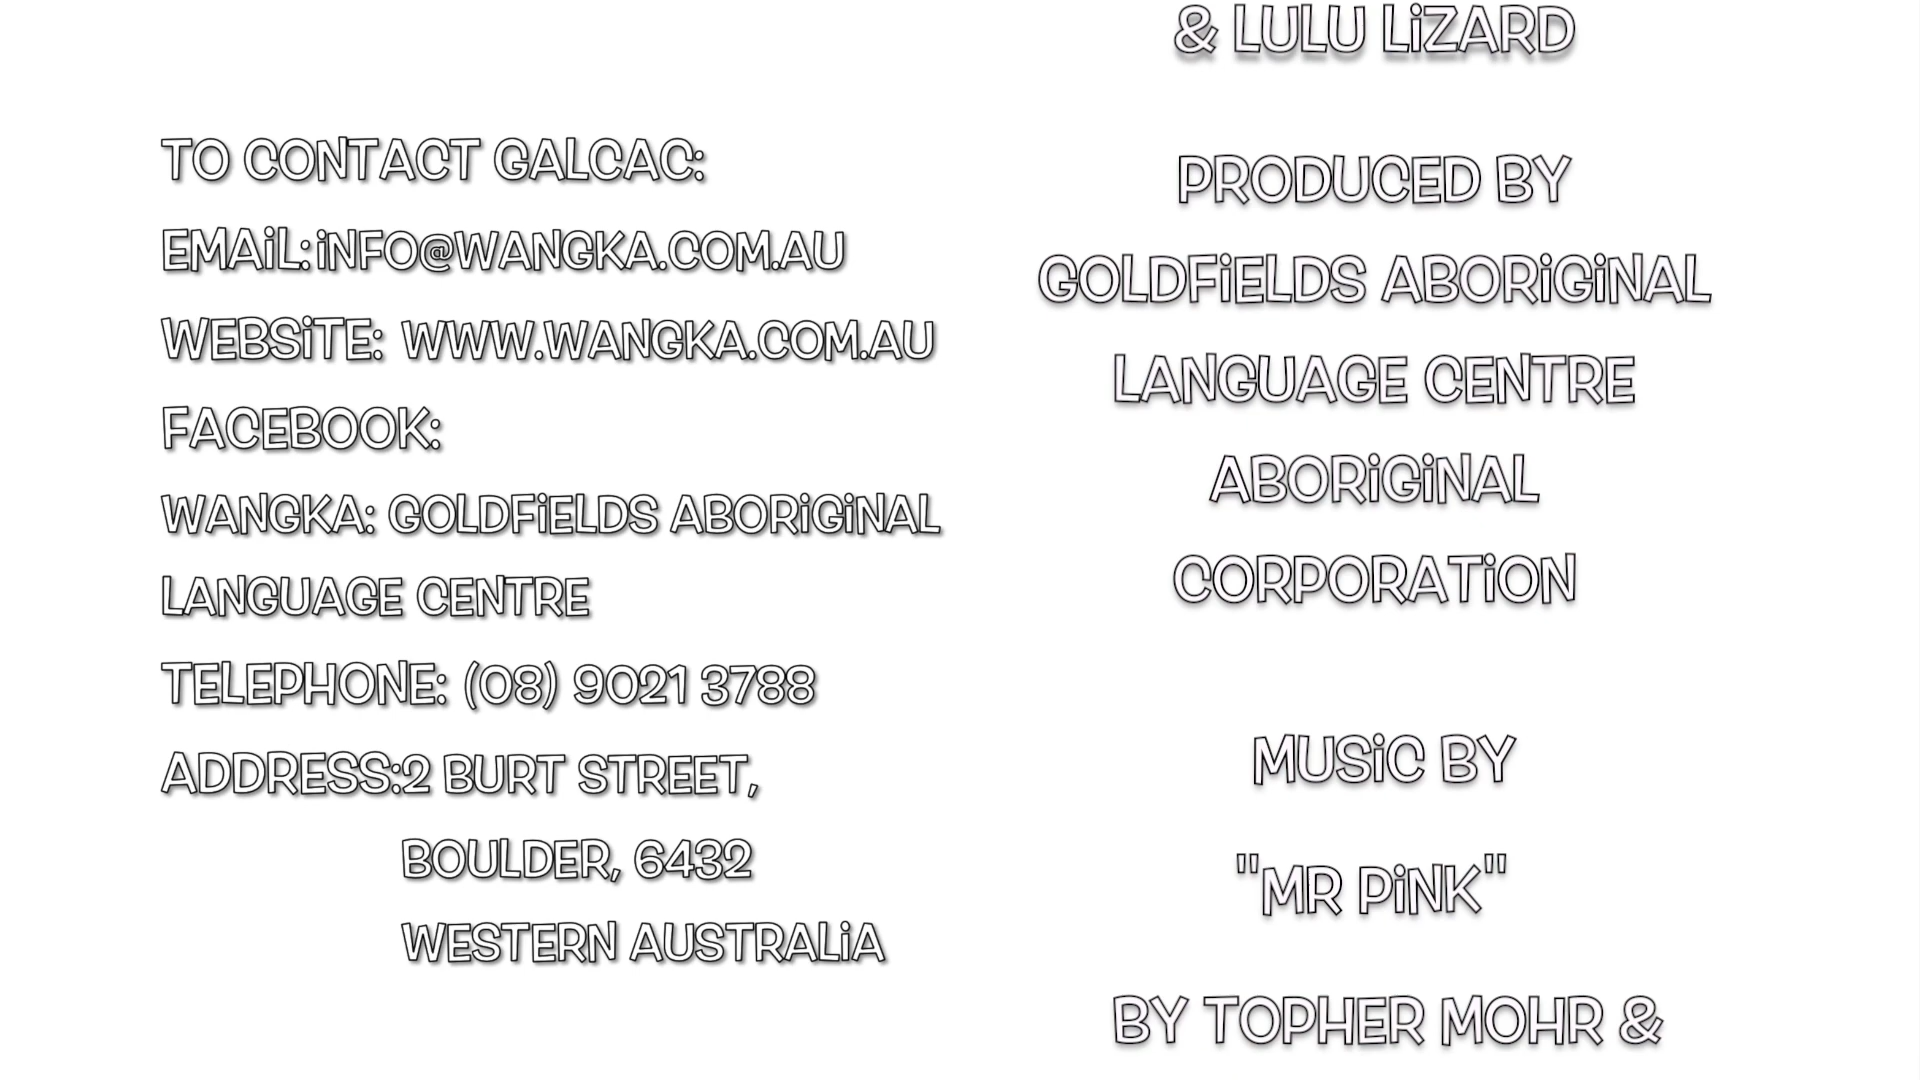 TO CONTACT GALCAC:
EMAiL:iNFO@WANGKA.COM.AU
WEBSiTE: WWW.WANGKA.COM.AU
FACEBOOK:
WANGKA: GOLDFiELDS ABORiGiNAL
LANGUAGE CENTRE
TELEPHONE: (08) 9021 3788
ADDRESS:2 BURT STREET,
BOULDER, 6432
WESTERN AUSTRALiA
& LULU LiZARD
PRODUCED BY
GOLDFiELDS ABORiGiNAL
LANGUAGE CENTRE
ABORiGiNAL
CORPORATiON
MUSiC BY
"MR PiNK"
BY TOPHER MOHR &